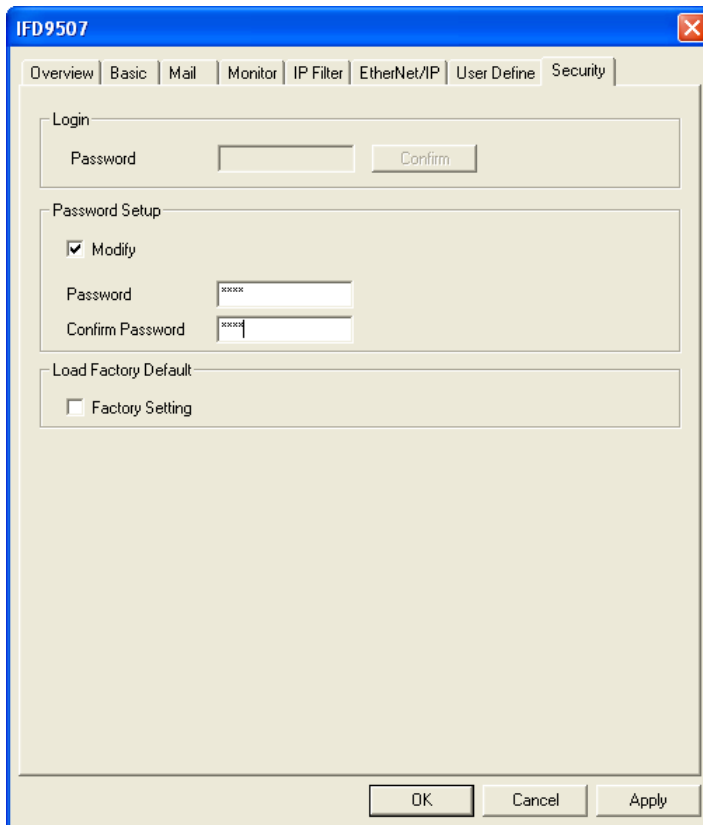 IFD9507
Overview Basic Mail Monitor IP Filter EtherNet/IP User Define Security
Login
Password Confirm
Password Setup
Modify
Password ****
Confirm Password ****
Load Factory Default
Factory Setting
OK Cancel Apply